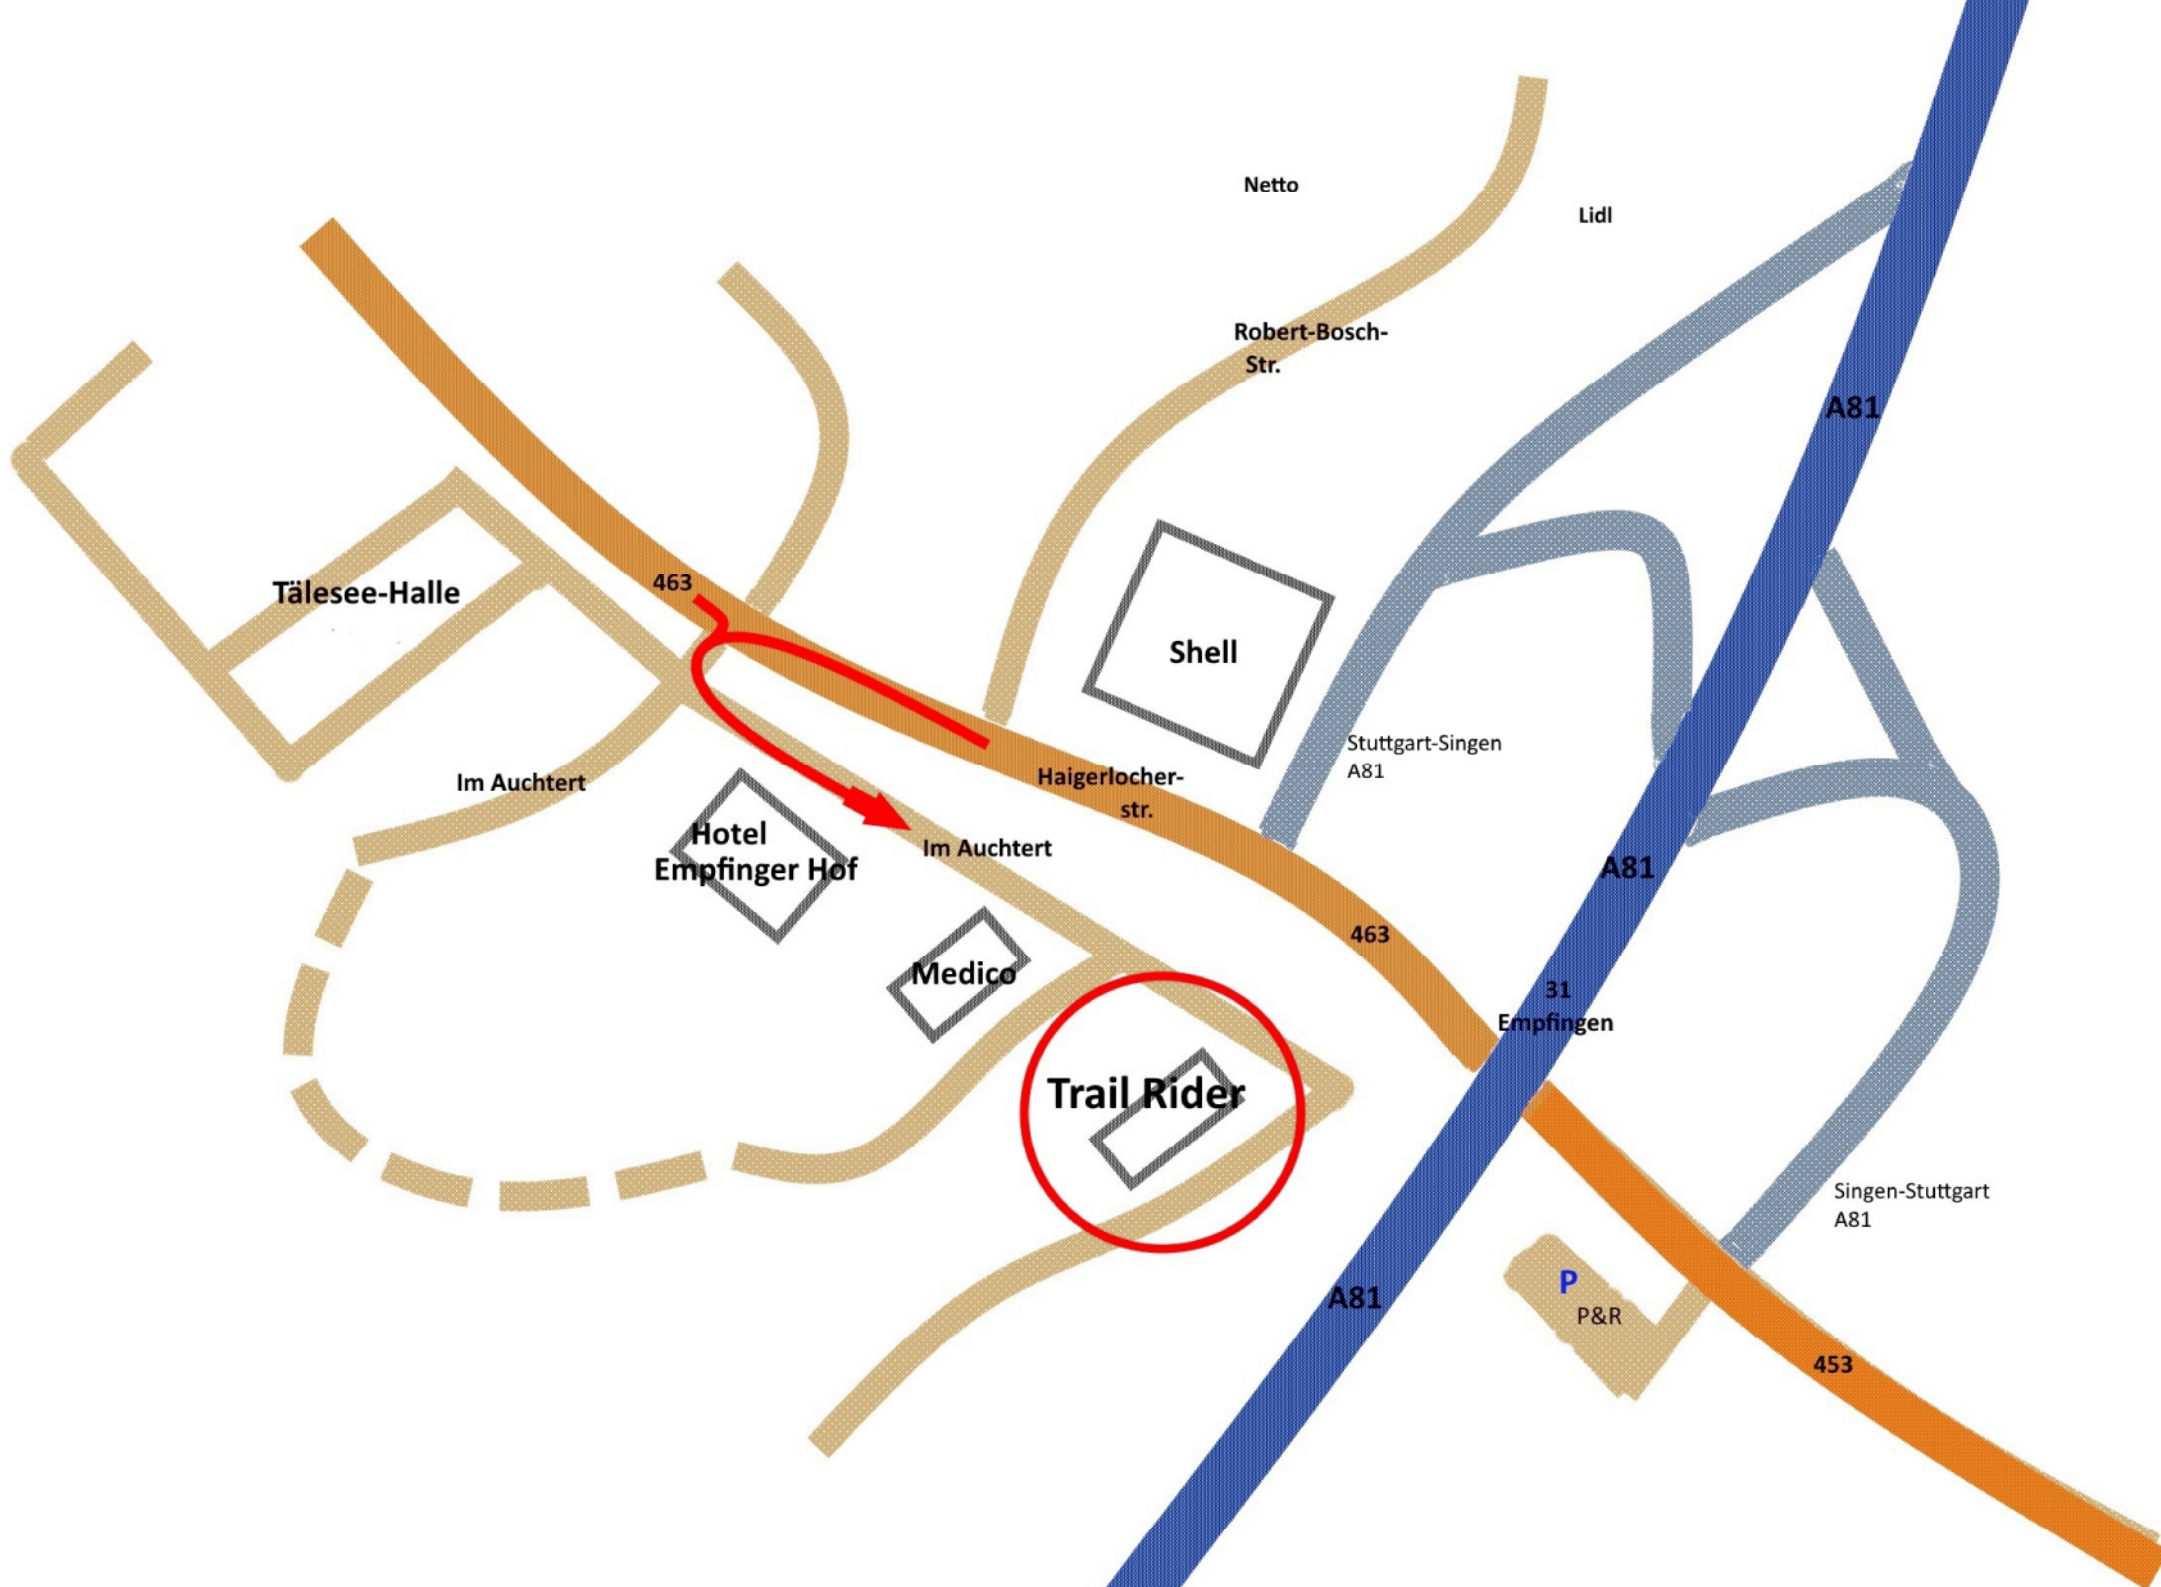 Netto
Lidl
Robert-Bosch-
Str.
A81
463
Tälesee-Halle
Shell
Stuttgart-Singen
A81
Haigerlocher-
str.
Im Auchtert
Hotel
Empfinger Hof
Im Auchtert
A81
463
Medico
31
Empfingen
Trail Rider
Singen-Stuttgart
A81
P
P&R
A81
453